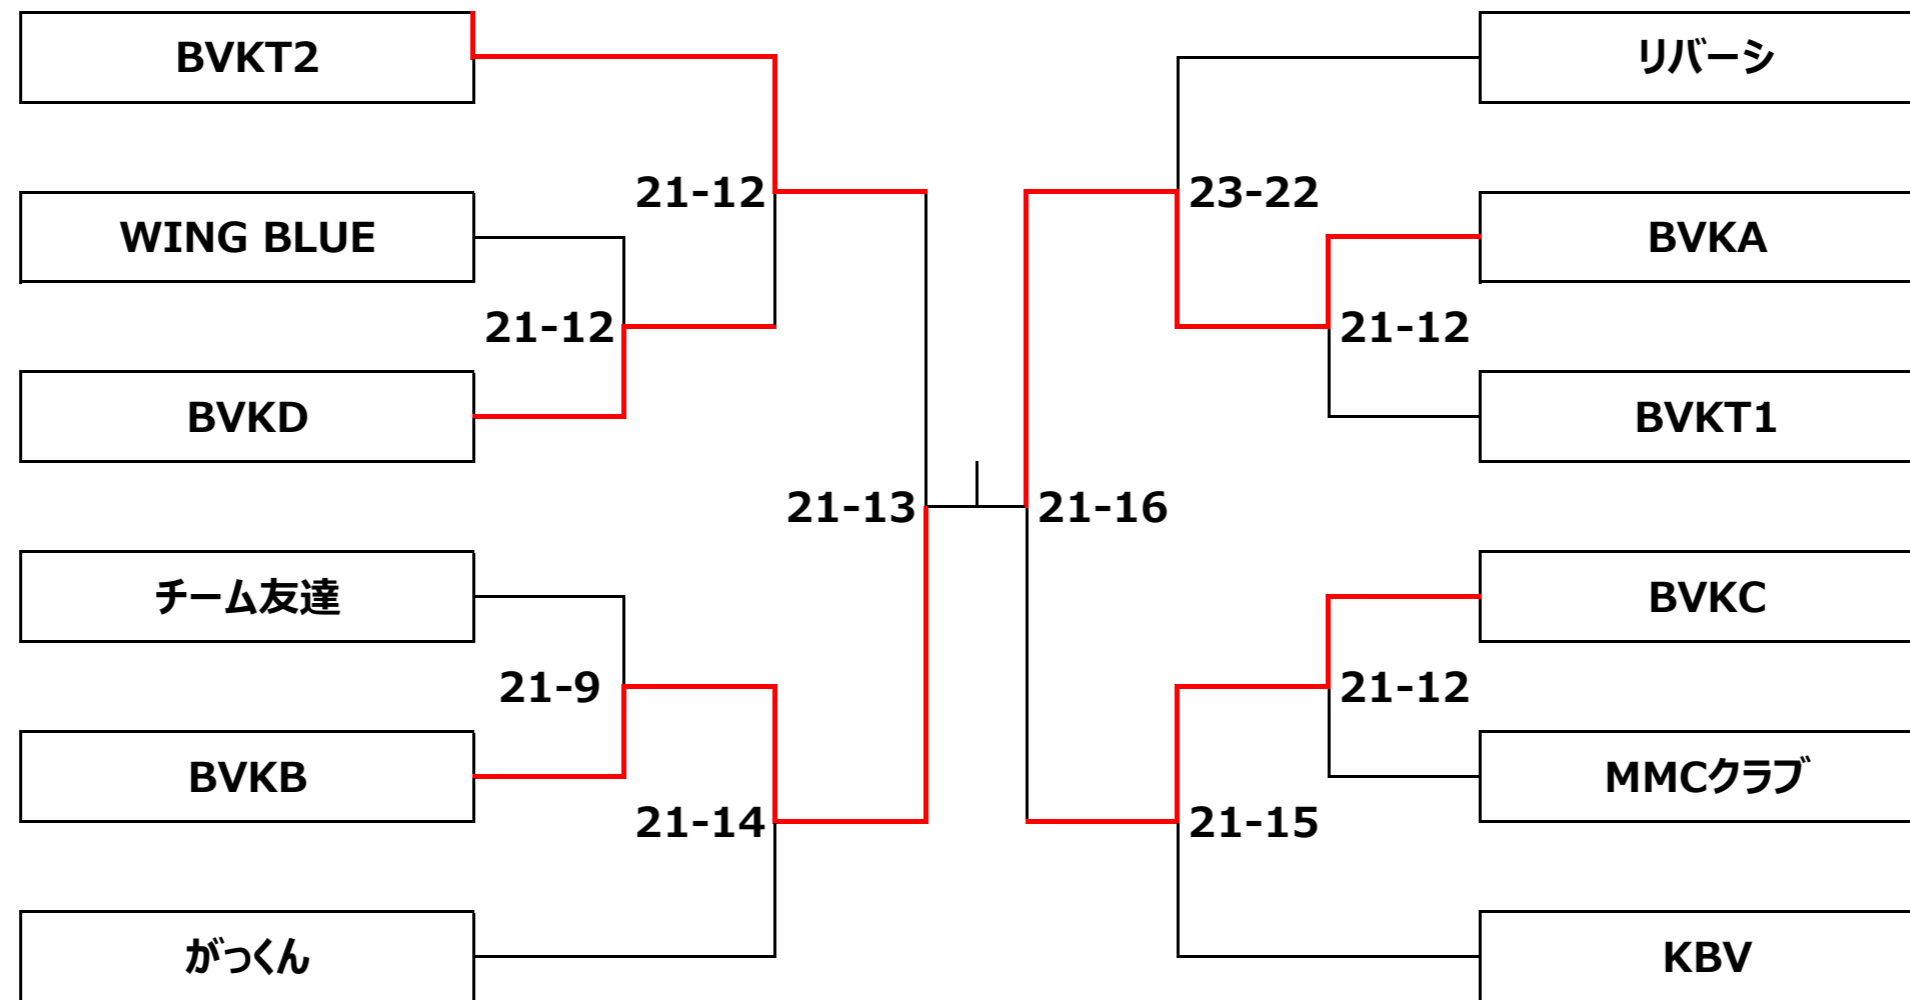 BVKT2
リバーシ
21-12
23-22
WING BLUE
BVKA
21-12
21-12
BVKD
BVKT1
21-13
21-16
チーム友達
BVKC
21-9
21-12
BVKB
MMCクラブ
21-14
21-15
がっくん
KBV